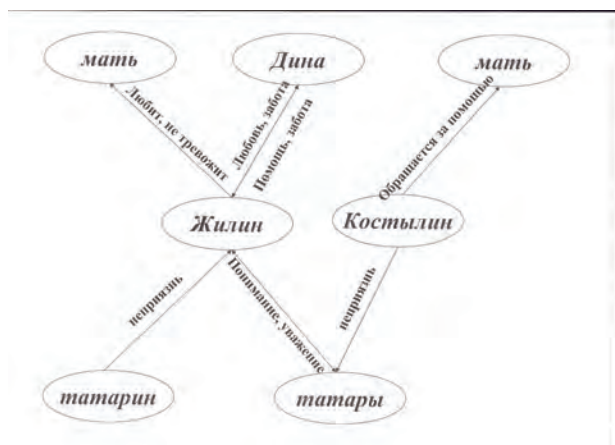 мать
Дина
мать
Любит, не тревожит
Любовь, забота
Помощь, забота
Обращается за помощью
Жилин
Костылин
неприязнь
Понимание, уважение
неприязнь
татарин
татары